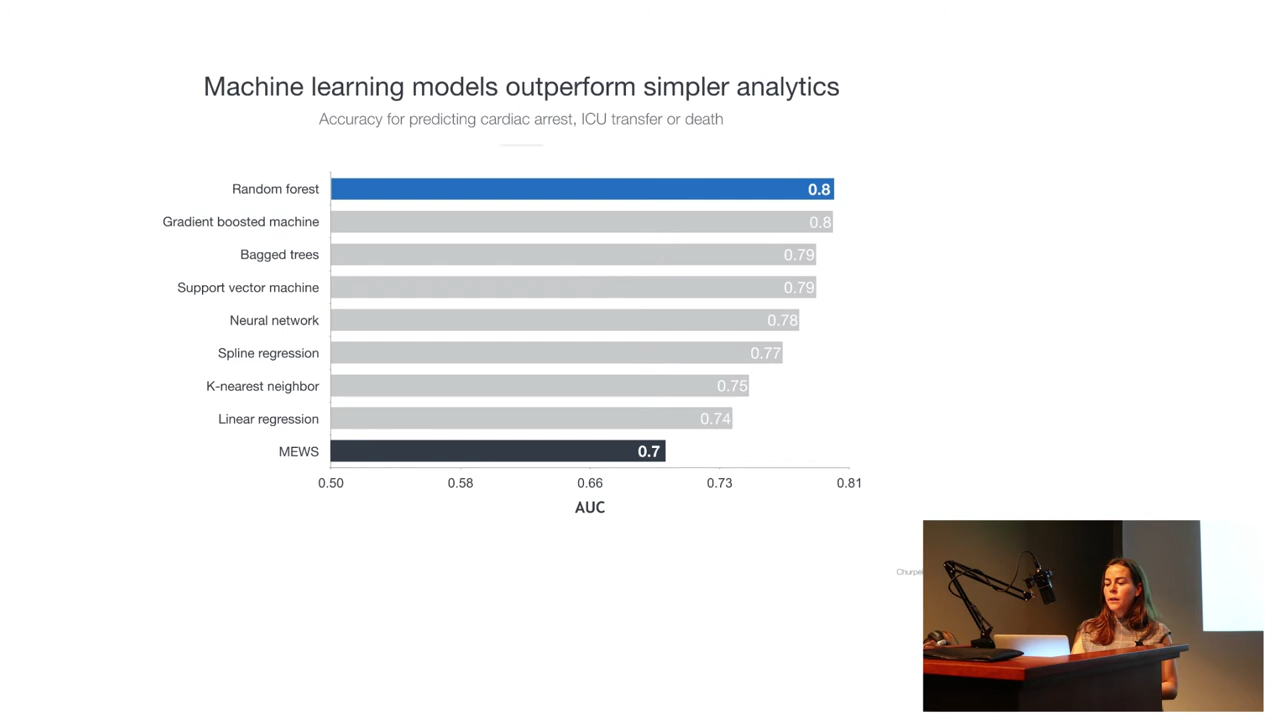 Machine learning models outperform simpler analytics
Accuracy for predicting cardiac arrest, ICU transfer or death
Random forest 0.8
Gradient boosted machine 0.8
Bagged trees 0.79
Support vector machine 0.79
Neural network 0.78
Spline regression 0.77
K-nearest neighbor 0.75
Linear regression 0.74
MEWS 0.7
0.50 0.58 0.66 0.73 0.81
AUC